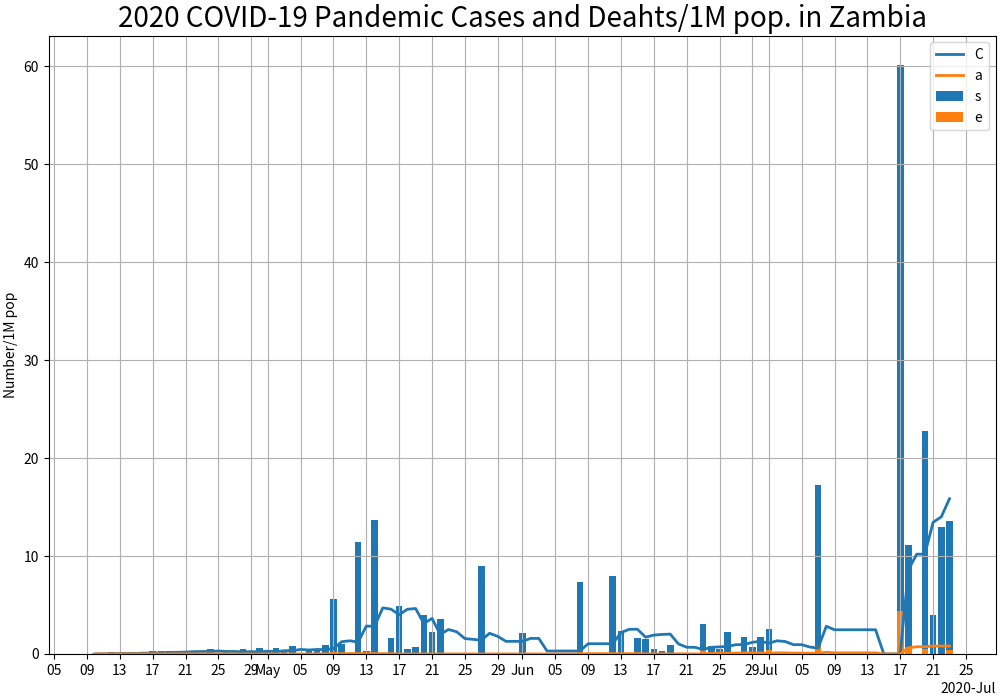 2020 COVID-19 Pandemic Cases and Deahts/1M pop. in Zambia
C
a
s
e
60
50
40
30
20
10
0
Number/1M pop
05 09 13 17 21 25 29 May 05 09 13 17 21 25 29 Jun 05 09 13 17 21 25 29 Jul 05 09 13 17 21 25
2020-Jul